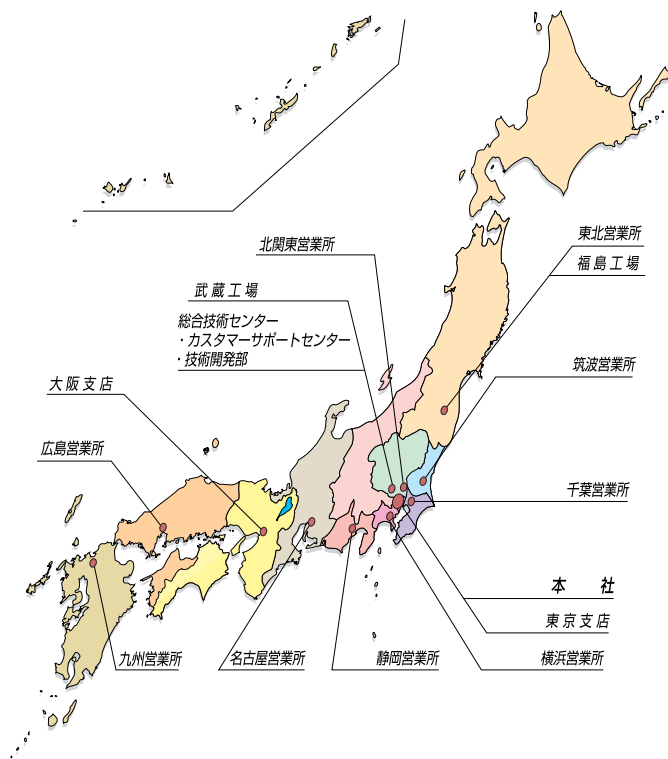 東北営業所
北関東営業所
福島工場
武蔵工場
総合技術センター
・カスタマーサポートセンター
・技術開発部
筑波営業所
大阪支店
広島営業所
千葉営業所
本 社
東京支店
九州営業所
名古屋営業所
静岡営業所
横浜営業所